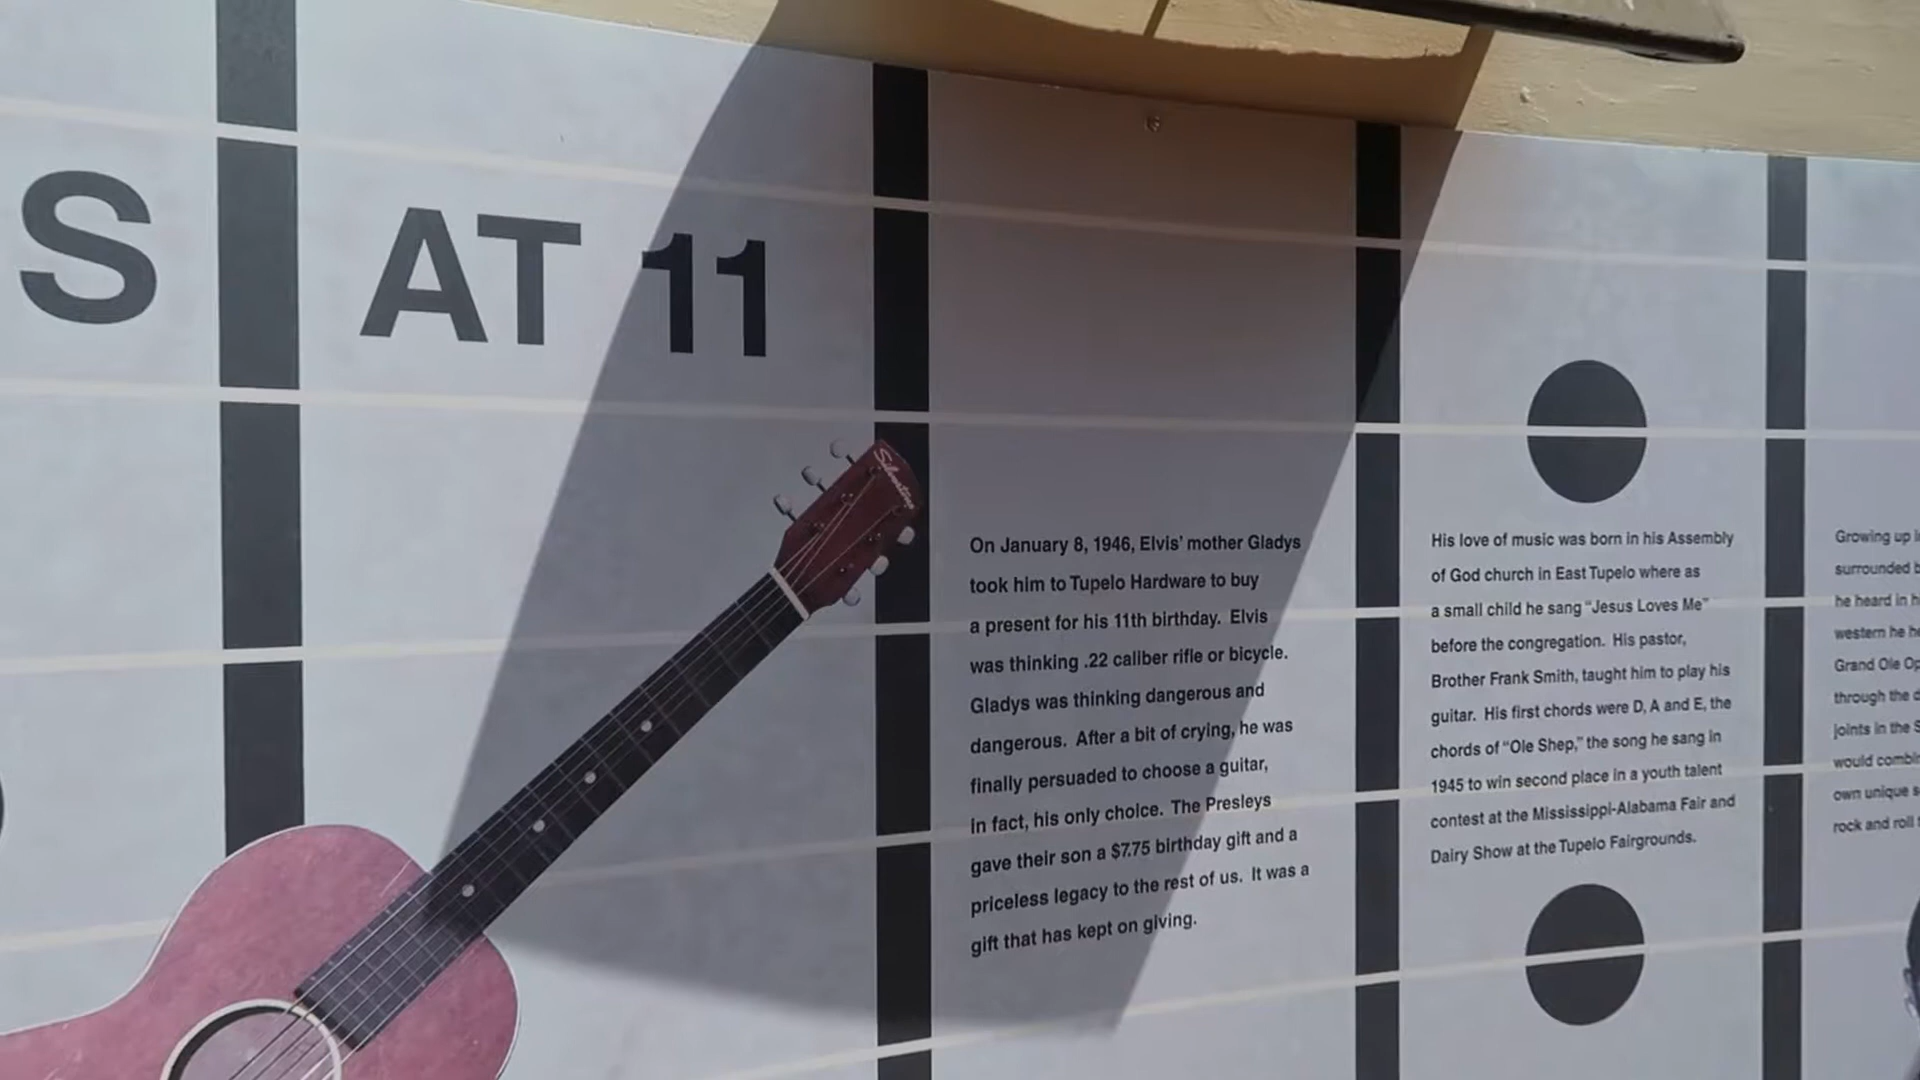 S AT 11
Silvertone
On January 8, 1946, Elvis' mother Gladys
took him to Tupelo Hardware to buy
a present for his 11th birthday. Elvis
was thinking .22 caliber rifle or bicycle.
Gladys was thinking dangerous and
dangerous. After a bit of crying, he was
finally persuaded to choose a guitar,
in fact, his only choice. The Presleys
gave their son a $7.75 birthday gift and a
priceless legacy to the rest of us. It was a
gift that has kept on giving.
His love of music was born in his Assembly
of God church in East Tupelo where as
a small child he sang “Jesus Loves Me”
before the congregation. His pastor,
Brother Frank Smith, taught him to play his
guitar. His first chords were D, A and E, the
chords of “Ole Shep,” the song he sang in
1945 to win second place in a youth talent
contest at the Mississippi-Alabama Fair and
Dairy Show at the Tupelo Fairgrounds.
Growing up
surrounded
he heard in
western he
Grand Ole
through the
joints in the
would
own unique
rock and roll